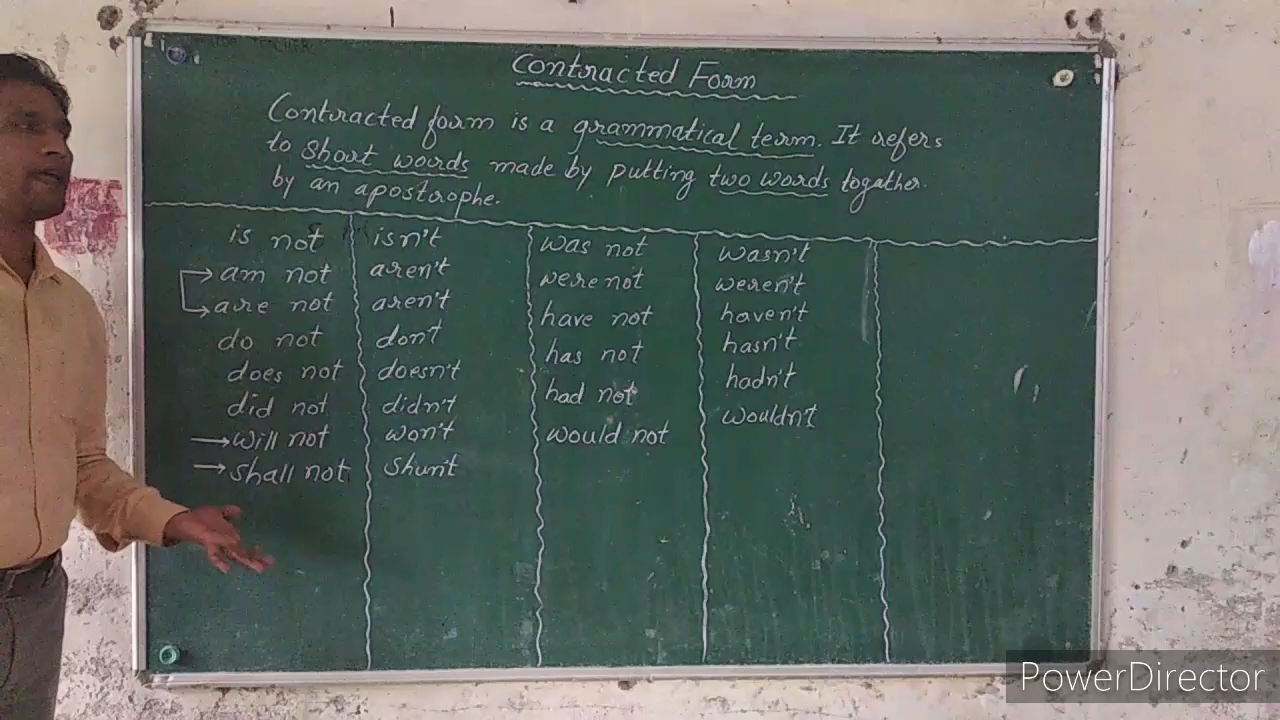 Contracted Form
Contracted form is a grammatical term. It refers
to short words made by putting two words togather
by an apostrophe.
is not isn't was not wasn't
am not aren't were not weren't
are not aren't have not haven't
do not don't has not hasn't
does not doesn't had not hadn't
did not didn't would not wouldn't
will not won't
shall not shun't
PowerDirector